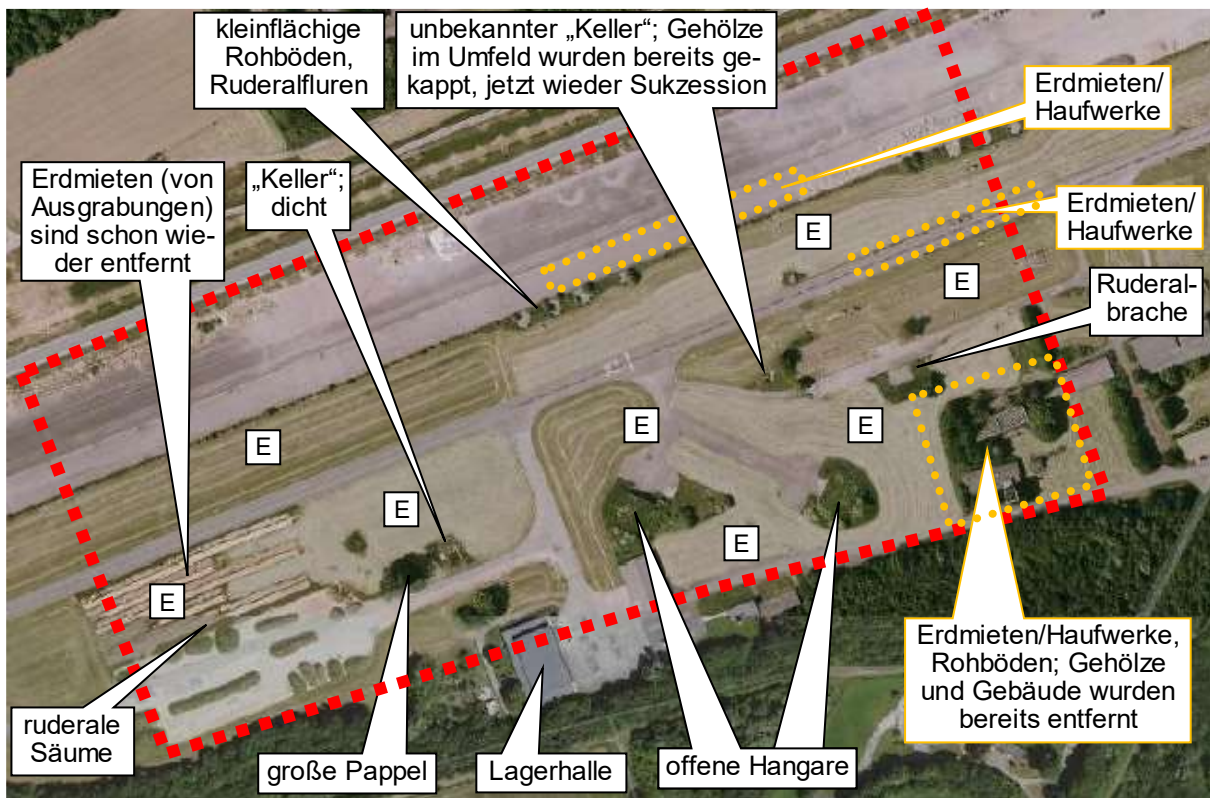 kleinflächige
Rohböden,
Ruderalfluren
unbekannter „Keller“; Gehölze
im Umfeld wurden bereits ge-
kappt, jetzt wieder Sukzession
Erdmieten/
Haufwerke
Erdmieten (von
Ausgrabungen)
sind schon wie-
der entfernt
„Keller“;
dicht
Erdmieten/
Haufwerke
E
E
Ruderal-
brache
E
E
E
E
E
E
Erdmieten/Haufwerke,
Rohböden; Gehölze
und Gebäude wurden
bereits entfernt
ruderale
Säume
große Pappel
Lagerhalle
offene Hangare